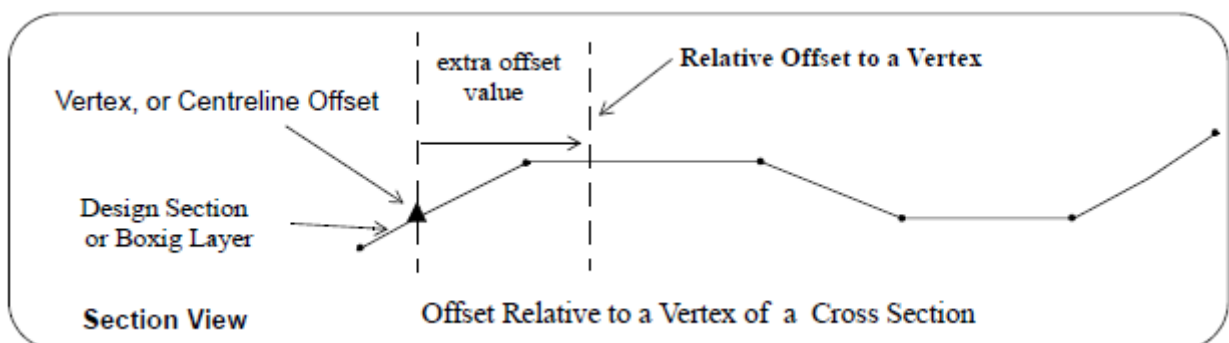 extra offset
value
Relative Offset to a Vertex
Vertex, or Centreline Offset
Design Section
or Boxig Layer
Section View
Offset Relative to a Vertex of a Cross Section